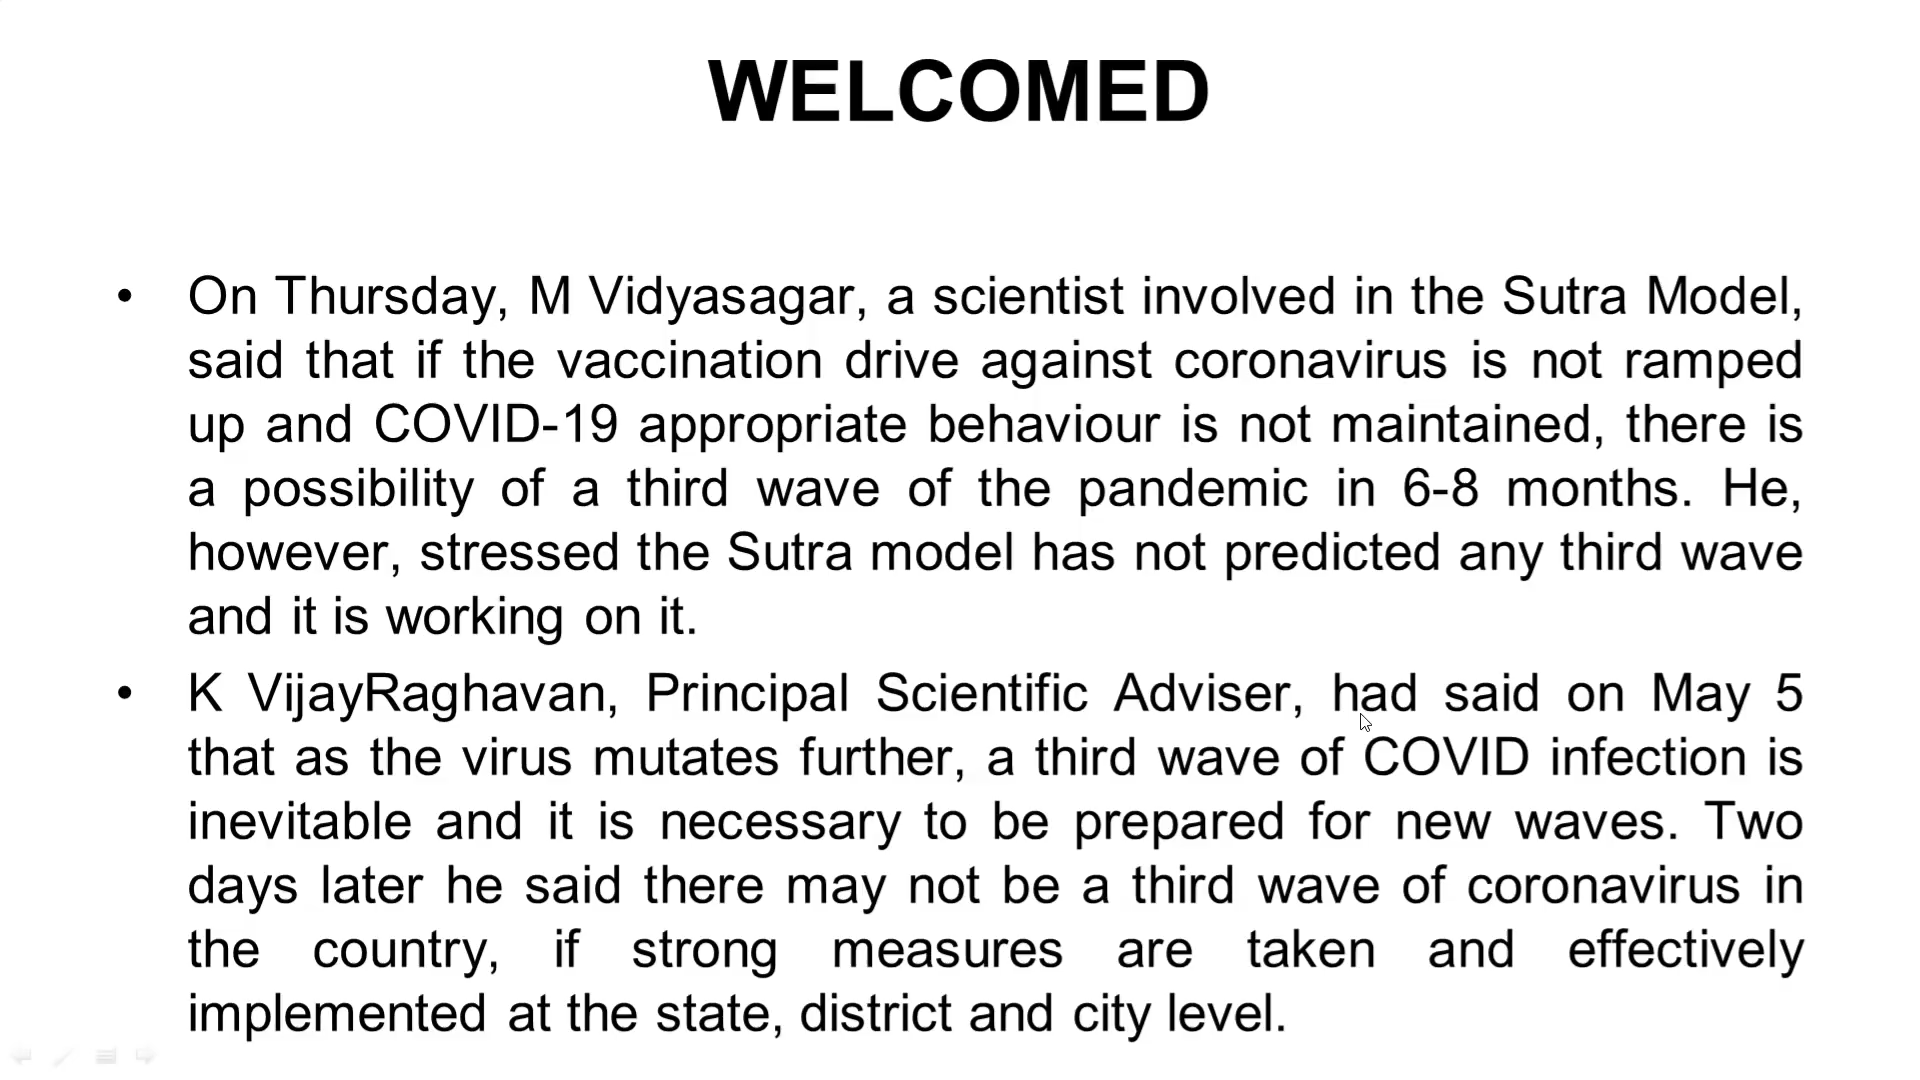 WELCOMED
• On Thursday, M Vidyasagar, a scientist involved in the Sutra Model,
said that if the vaccination drive against coronavirus is not ramped
up and COVID-19 appropriate behaviour is not maintained, there is
a possibility of a third wave of the pandemic in 6-8 months. He,
however, stressed the Sutra model has not predicted any third wave
and it is working on it.
• K VijayRaghavan, Principal Scientific Adviser, had said on May 5
that as the virus mutates further, a third wave of COVID infection is
inevitable and it is necessary to be prepared for new waves. Two
days later he said there may not be a third wave of coronavirus in
the country, if strong measures are taken and effectively
implemented at the state, district and city level.